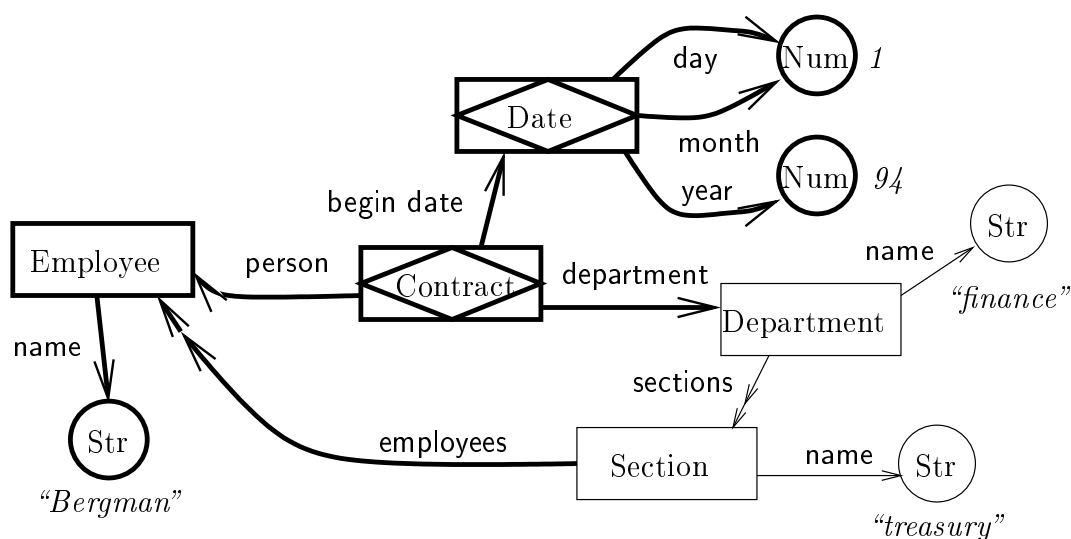 day
Num 1
Date
month
begin date
year
Num 94
Str
name
"finance"
Employee
person
Contract
department
Department
name
sections
Str
"Bergman"
employees
Section
name
Str
"treasury"